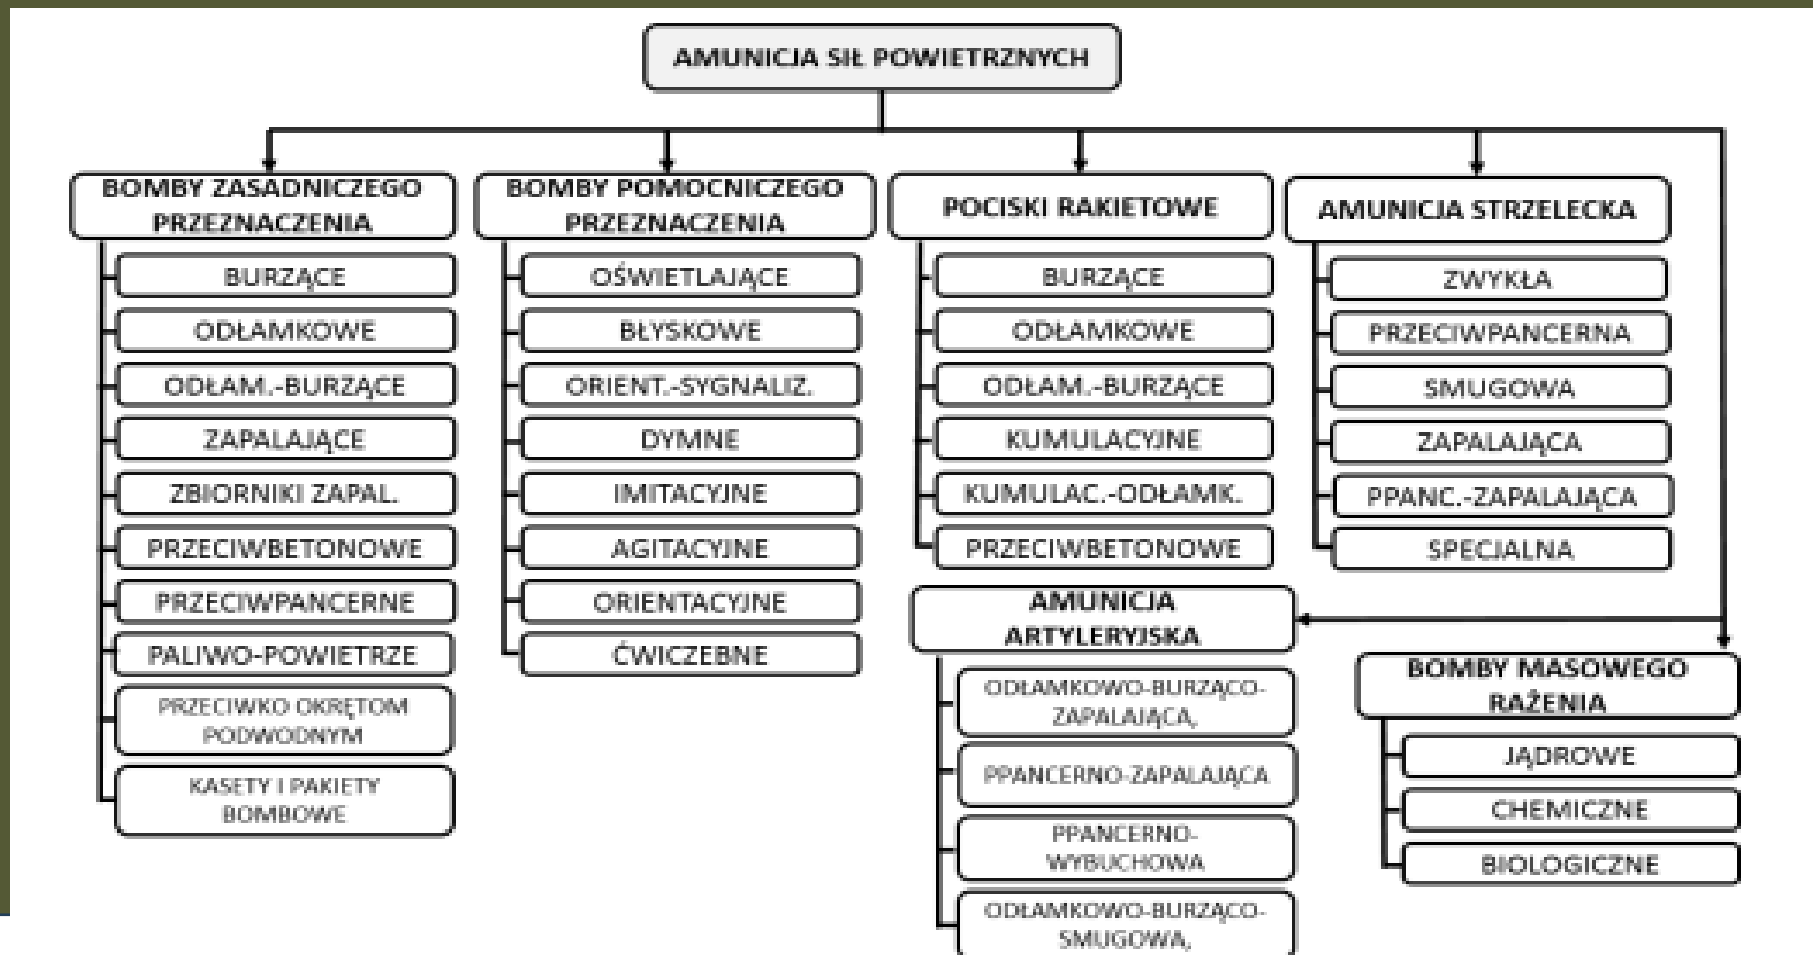 AMUNICJA SIŁ POWIETRZNYCH
BOMBY ZASADNICZEGO
PRZEZNACZENIA
BURZĄCE
ODŁAMKOWE
ODŁAM.-BURZĄCE
ZAPALAJĄCE
ZBIORNIKI ZAPAL.
PRZECIWBETONOWE
PRZECIWPANCERNE
PALIWO-POWIETRZE
PRZECIWKO OKRĘTOM
PODWODNYM
KASETY I PAKIETY
BOMBOWE
BOMBY POMOCNICZEGO
PRZEZNACZENIA
OŚWIETLAJĄCE
BŁYSKOWE
ORIENT.-SYGNALIZ.
DYMNE
IMITACYJNE
AGITACYJNE
ORIENTACYJNE
ĆWICZEBNE
POCISKI RAKIETOWE
BURZĄCE
ODŁAMKOWE
ODŁAM.-BURZĄCE
KUMULACYJNE
KUMULAC.-ODŁAMK.
PRZECIWBETONOWE
AMUNICJA STRZELECKA
ZWYKŁA
PRZECIWPANCERNA
SMUGOWA
ZAPALAJĄCA
PPANC.-ZAPALAJĄCA
SPECJALNA
AMUNICJA
ARTYLERYJSKA
ODŁAMKOWO-BURZĄCO-
ZAPALAJĄCA,
PPANCERNO-ZAPALAJĄCA
PPANCERNO-
WYBUCHOWA
ODŁAMKOWO-BURZĄCO-
SMUGOWA,
BOMBY MASOWEGO
RAŻENIA
JĄDROWE
CHEMICZNE
BIOLOGICZNE